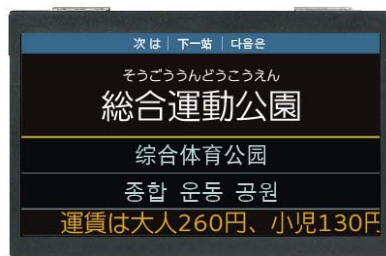 次は | 下一站 | 다음은
そごううんどうこうえん
総合運動公園
综合体育公园
종합 운동 공원
運賃は大人260円、小児130円